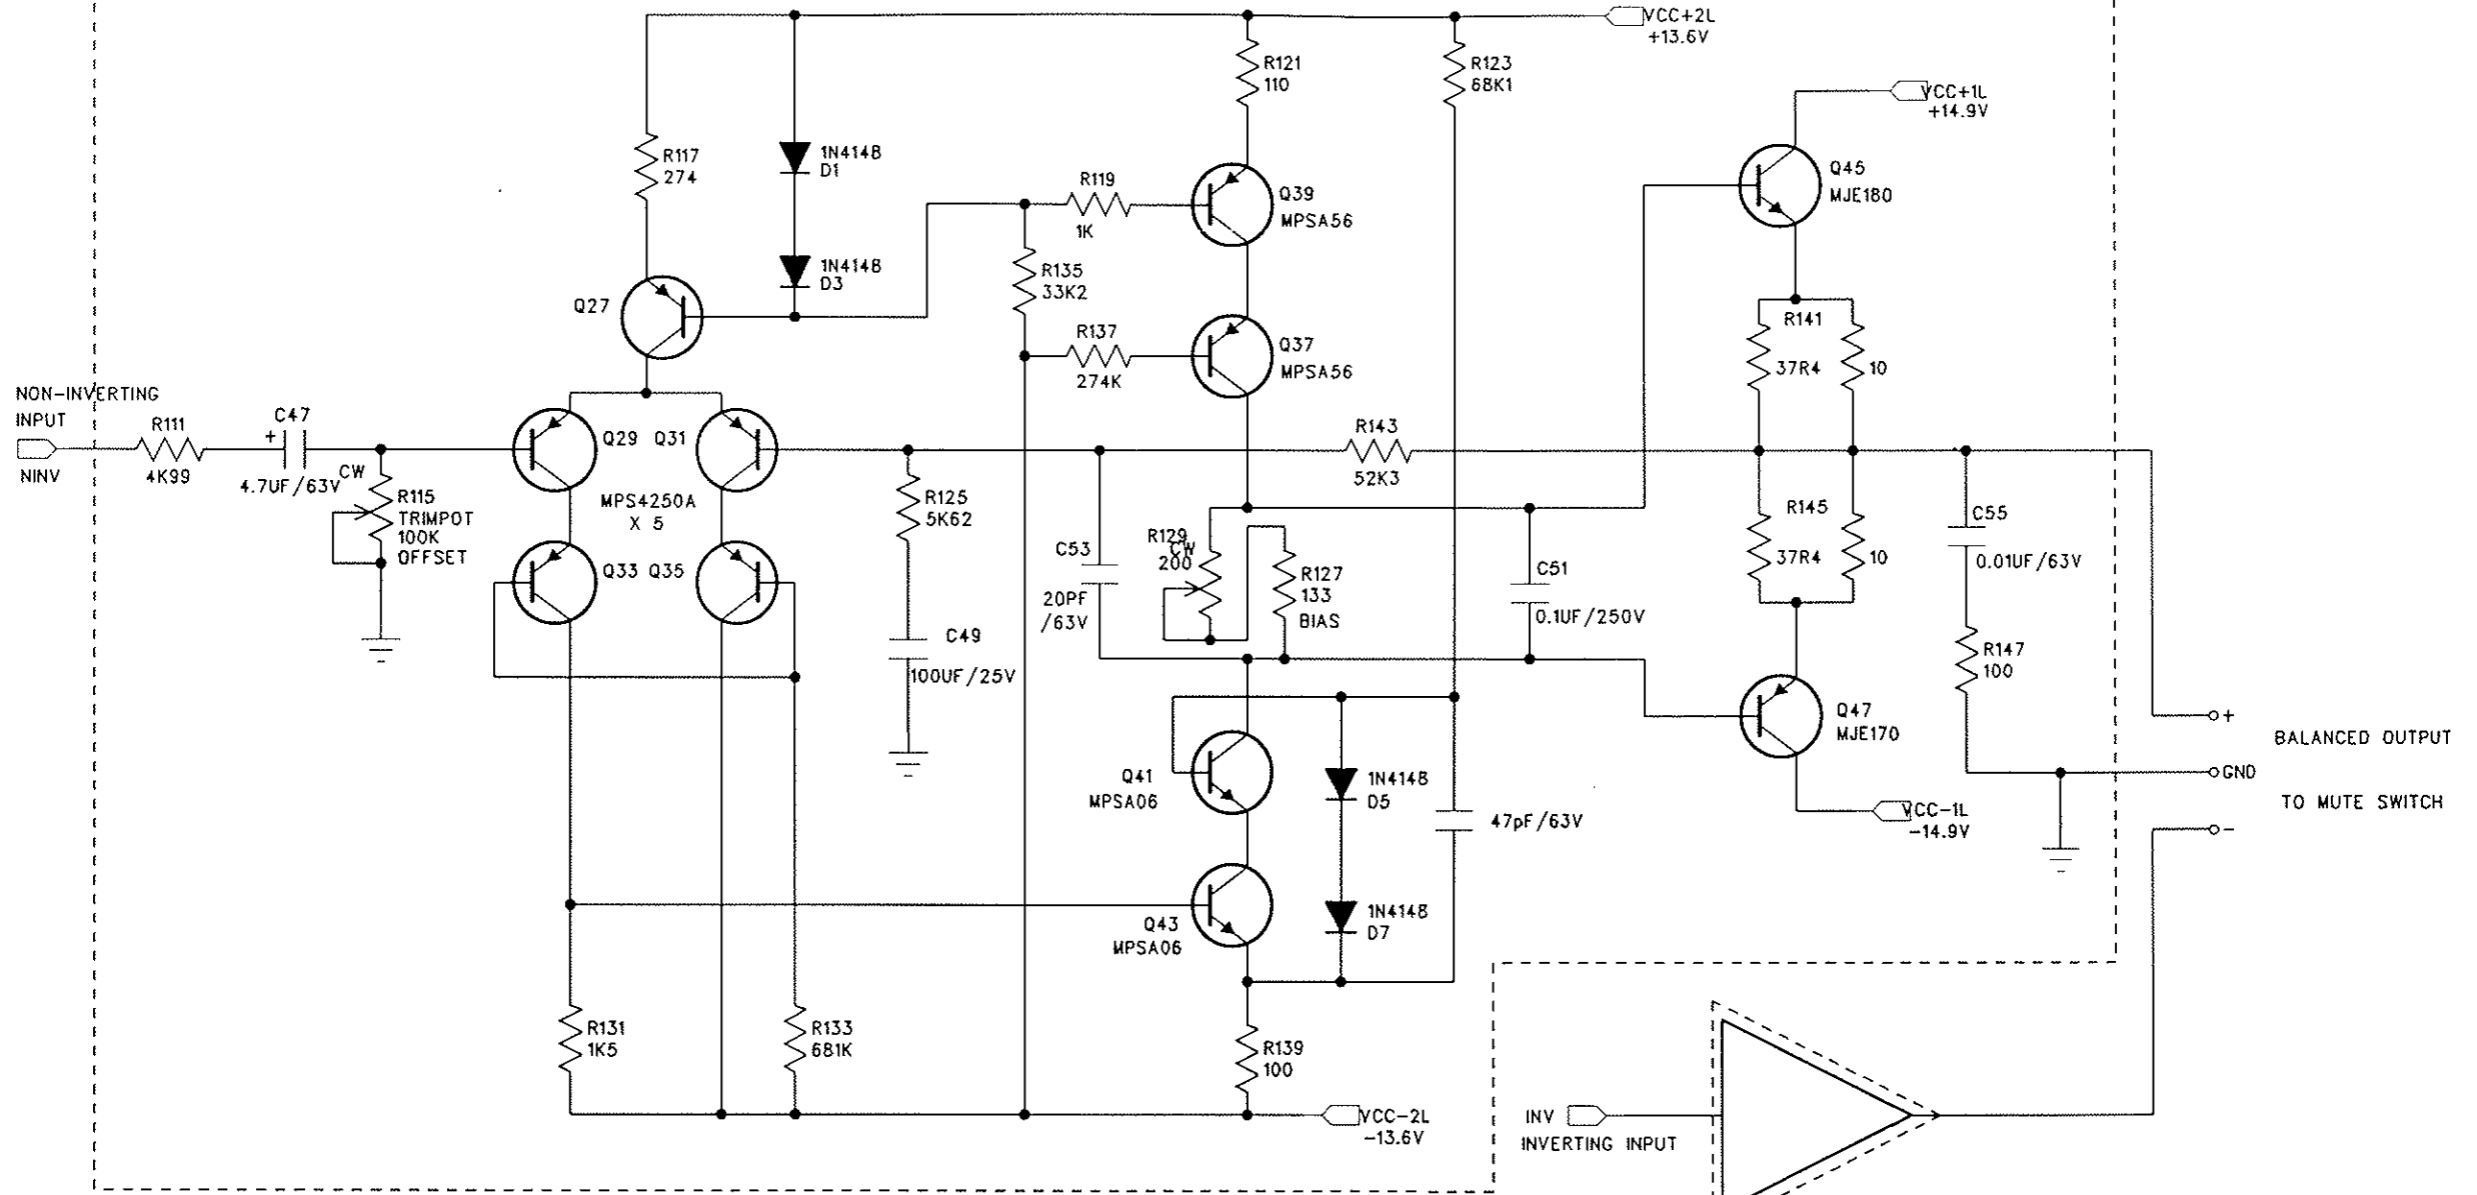 VCC+2L
+13.6V
R121
110
R123
68K1
VCC+1L
+14.9V
R117
274
1N4148
D1
Q45
MJE180
R119
1K
Q39
MPSA56
1N4148
D3
R135
33K2
Q27
R137
274K
Q37
MPSA56
R141
37R4
10
NON-INVERTING
INPUT
NINV
R111
4K99
C47
+
4.7UF/63V
CW
R115
TRIMPOT
100K
OFFSET
Q29
Q31
MPS4250A
X 5
Q33
Q35
R143
52K3
R125
5K62
C49
100UF/25V
C53
20PF
/63V
R129
CW
200
R127
133
BIAS
C51
0.1UF/250V
R145
37R4
10
C55
0.01UF/63V
R147
100
Q47
MJE170
VCC-1L
-14.9V
+
BALANCED OUTPUT
GND
TO MUTE SWITCH
-
Q41
MPSA06
1N4148
D5
47pF/63V
Q43
MPSA06
1N4148
D7
R131
1K5
R133
681K
R139
100
VCC-2L
-13.6V
INV
INVERTING INPUT